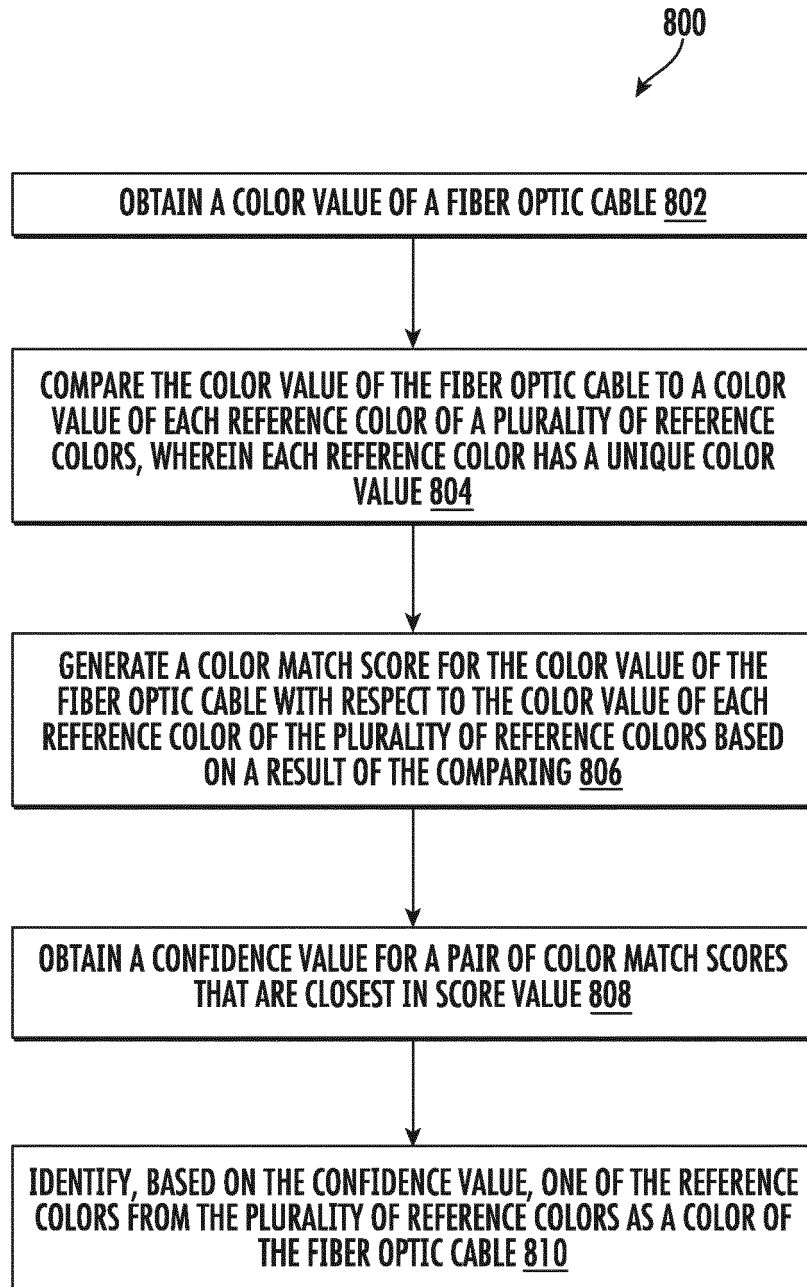 800
OBTAIN A COLOR VALUE OF A FIBER OPTIC CABLE 802
COMPARE THE COLOR VALUE OF THE FIBER OPTIC CABLE TO A COLOR
VALUE OF EACH REFERENCE COLOR OF A PLURALITY OF REFERENCE
COLORS, WHEREIN EACH REFERENCE COLOR HAS A UNIQUE COLOR
VALUE 804
GENERATE A COLOR MATCH SCORE FOR THE COLOR VALUE OF THE
FIBER OPTIC CABLE WITH RESPECT TO THE COLOR VALUE OF EACH
REFERENCE COLOR OF THE PLURALITY OF REFERENCE COLORS BASED
ON A RESULT OF THE COMPARING 806
OBTAIN A CONFIDENCE VALUE FOR A PAIR OF COLOR MATCH SCORES
THAT ARE CLOSEST IN SCORE VALUE 808
IDENTIFY, BASED ON THE CONFIDENCE VALUE, ONE OF THE REFERENCE
COLORS FROM THE PLURALITY OF REFERENCE COLORS AS A COLOR OF
THE FIBER OPTIC CABLE 810